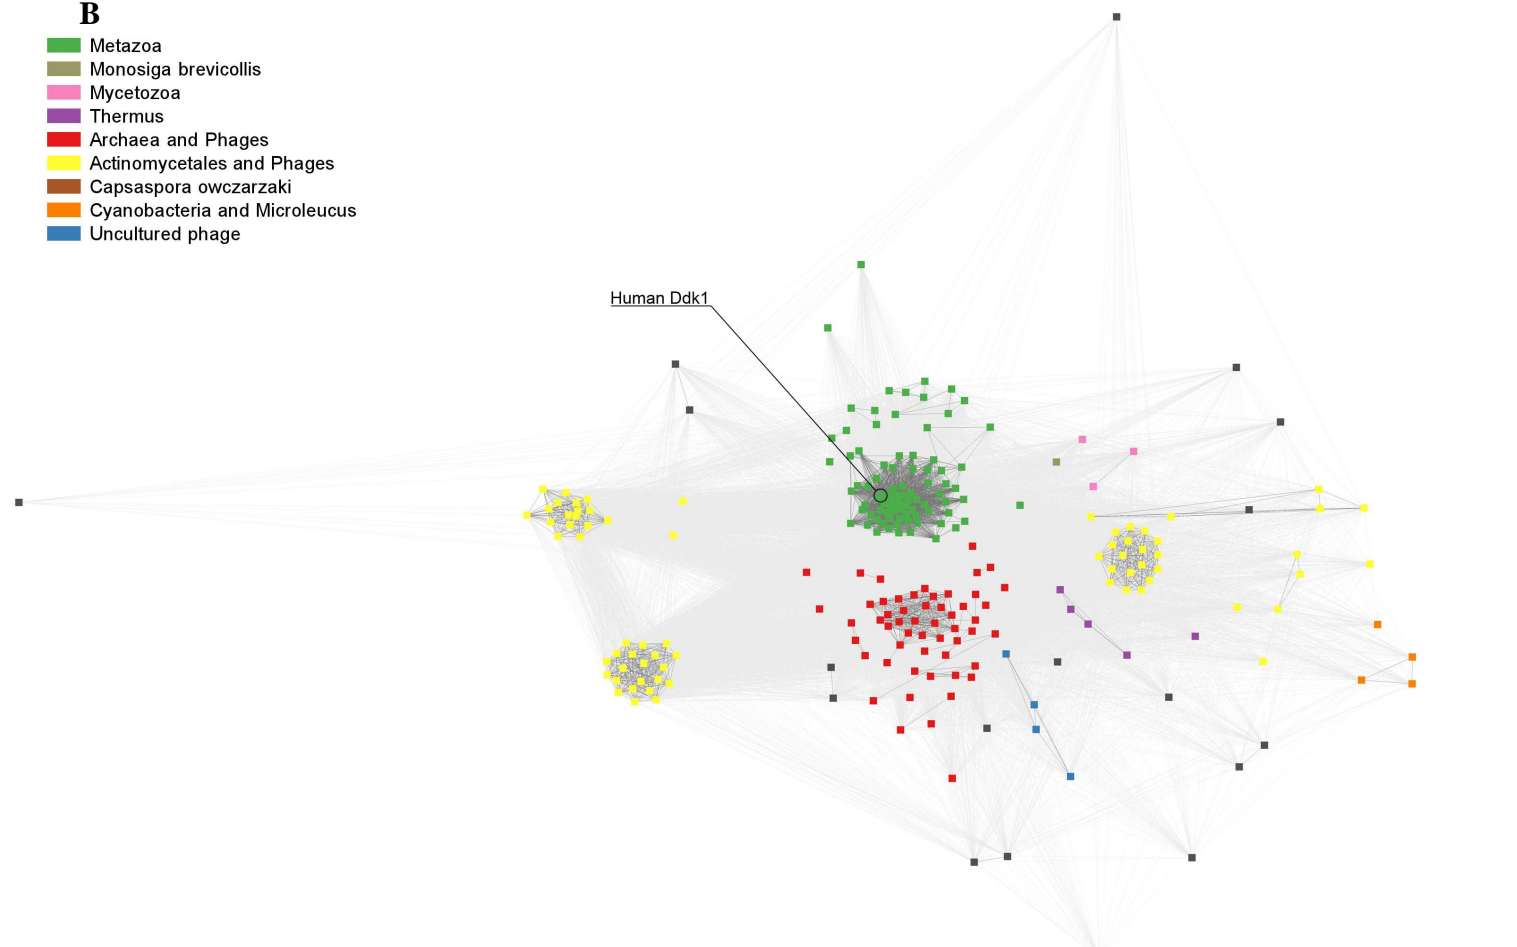 B
Metazoa
Monosiga brevicollis
Mycetozoa
Thermus
Archaea and Phages
Actinomycetales and Phages
Capsaspora owczarzaki
Cyanobacteria and Microleucus
Uncultured phage
Human Ddk1